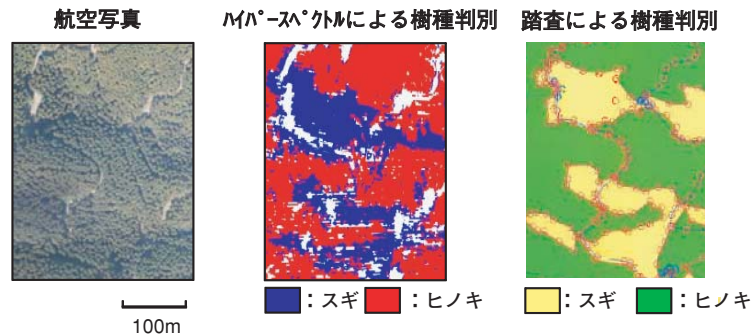 航空写真
ﾊｲﾊﾟｰｽﾍﾟｸﾄﾙによる樹種判別
踏査による樹種判別
：スギ
：ヒノキ
：スギ
：ヒノキ
100m